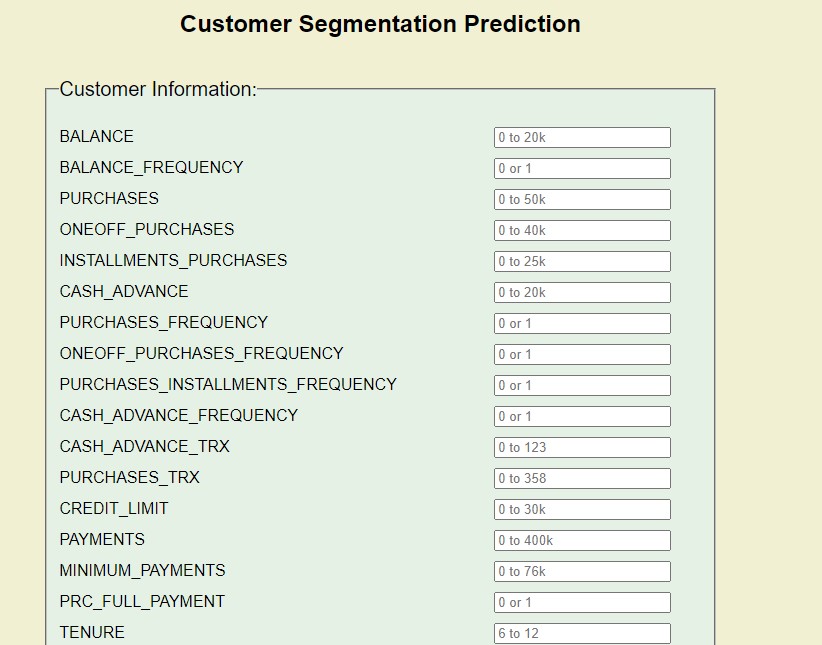 Customer Segmentation Prediction
Customer Information:
BALANCE 0 to 20k
BALANCE_FREQUENCY 0 or 1
PURCHASES 0 to 50k
ONEOFF_PURCHASES 0 to 40k
INSTALLMENTS_PURCHASES 0 to 25k
CASH_ADVANCE 0 to 20k
PURCHASES_FREQUENCY 0 or 1
ONEOFF_PURCHASES_FREQUENCY 0 or 1
PURCHASES_INSTALLMENTS_FREQUENCY 0 or 1
CASH_ADVANCE_FREQUENCY 0 or 1
CASH_ADVANCE_TRX 0 to 123
PURCHASES_TRX 0 to 358
CREDIT_LIMIT 0 to 30k
PAYMENTS 0 to 400k
MINIMUM_PAYMENTS 0 to 76k
PRC_FULL_PAYMENT 0 or 1
TENURE 6 to 12